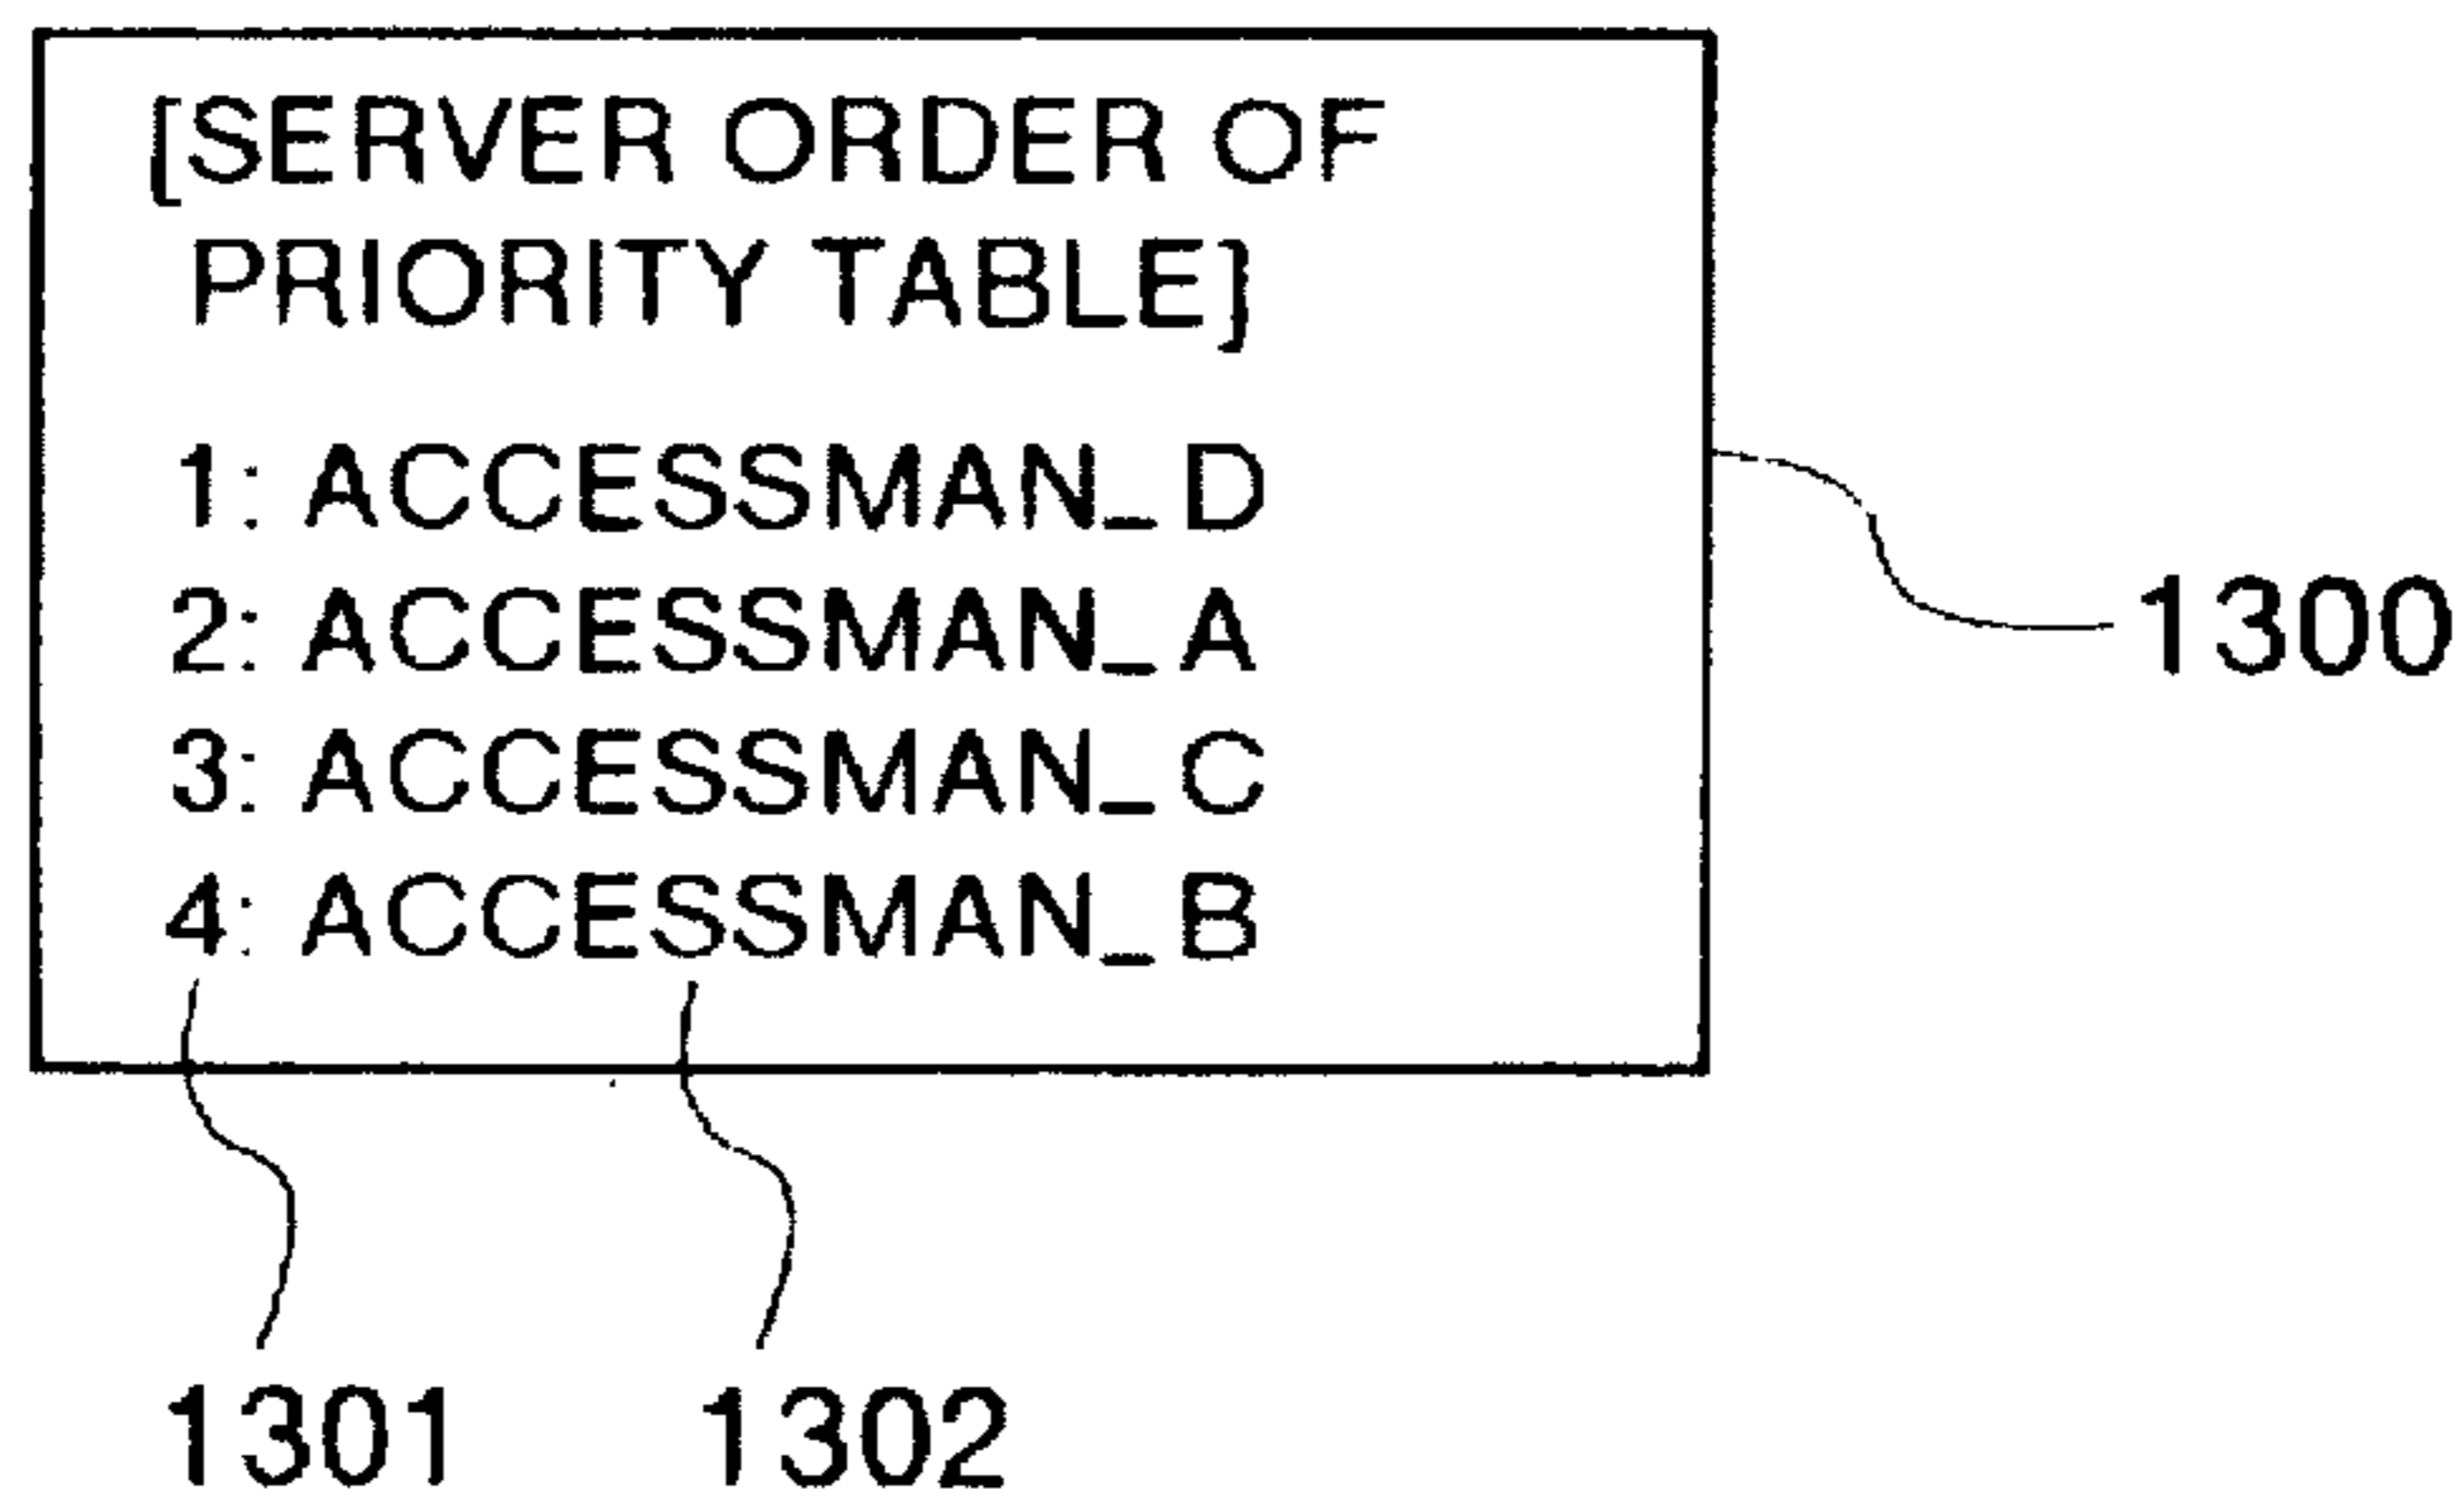 [SERVER ORDER OF
PRIORITY TABLE]
1: ACCESSMAN_D
2: ACCESSMAN_A
3: ACCESSMAN_C
4: ACCESSMAN_B
1300
1301 1302